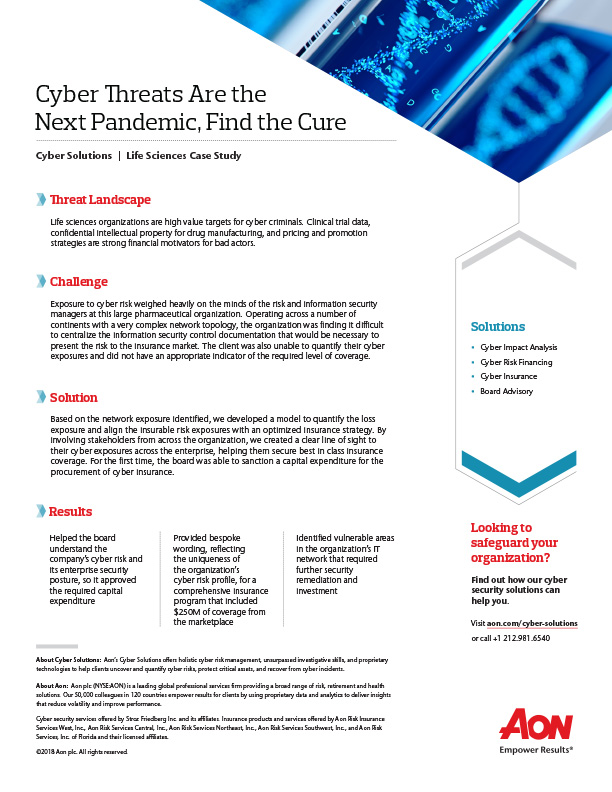 Cyber Threats Are the
Next Pandemic, Find the Cure
Cyber Solutions | Life Sciences Case Study
Threat Landscape
Life sciences organizations are high value targets for cyber criminals. Clinical trial data,
confidential intellectual property for drug manufacturing, and pricing and promotion
strategies are strong financial motivators for bad actors.
Challenge
Exposure to cyber risk weighed heavily on the minds of the risk and information security
managers at this large pharmaceutical organization. Operating across a number of
continents with a very complex network topology, the organization was finding it difficult
to centralize the information security control documentation that would be necessary to
present the risk to the insurance market. The client was also unable to quantify their cyber
exposures and did not have an appropriate indicator of the required level of coverage.
Solution
Based on the network exposure identified, we developed a model to quantify the loss
exposure and align the insurable risk exposures with an optimized insurance strategy. By
involving stakeholders from across the organization, we created a clear line of sight to
their cyber exposures across the enterprise, helping them secure best in class insurance
coverage. For the first time, the board was able to sanction a capital expenditure for the
procurement of cyber insurance.
Results
Helped the board
understand the
company's cyber risk and
its enterprise security
posture, so it approved
the required capital
expenditure
Provided bespoke
wording, reflecting
the uniqueness of
the organization's
cyber risk profile, for a
comprehensive insurance
program that included
$250M of coverage from
the marketplace
Identified vulnerable areas
in the organization's IT
network that required
further security
remediation and
investment
Solutions
• Cyber Impact Analysis
• Cyber Risk Financing
• Cyber Insurance
• Board Advisory
Looking to
safeguard your
organization?
Find out how our cyber
security solutions can
help you.
Visit aon.com/cyber-solutions
or call +1 212.981.6540
About Cyber Solutions: Aon's Cyber Solutions offers holistic cyber risk management, unsurpassed investigative skills, and proprietary
technologies to help clients uncover and quantify cyber risks, protect critical assets, and recover from cyber incidents.
About Aon: Aon plc (NYSE:AON) is a leading global professional services firm providing a broad range of risk, retirement and health
solutions. Our 50,000 colleagues in 120 countries empower results for clients by using proprietary data and analytics to deliver insights
that reduce volatility and improve performance.
Cyber security services offered by Stroz Friedberg Inc. and its affiliates. Insurance products and services offered by Aon Risk Insurance
Services West, Inc., Aon Risk Services Central, Inc., Aon Risk Services Northeast, Inc., Aon Risk Services Southwest, Inc., and Aon Risk
Services, Inc. of Florida and their licensed affiliates.
©2018 Aon plc. All rights reserved.
AON
Empower Results®